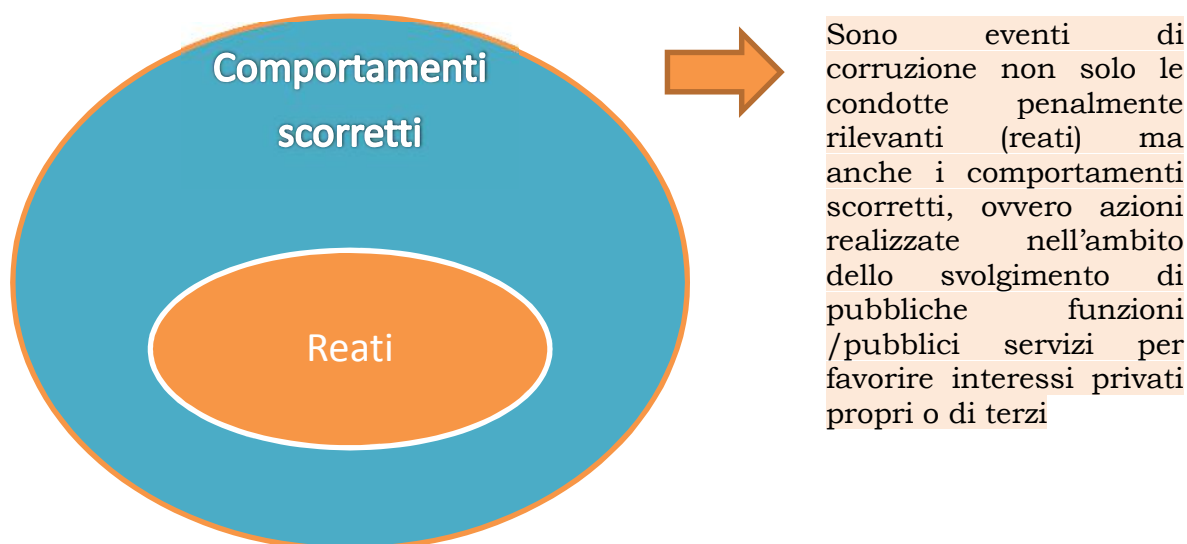 Comportamenti
scorretti
Reati
Sono eventi di
corruzione non solo le
condotte penalmente
rilevanti (reati) ma
anche i comportamenti
scorretti, ovvero azioni
realizzate nell’ambito
dello svolgimento di
pubbliche funzioni
/pubblici servizi per
favorire interessi privati
propri o di terzi